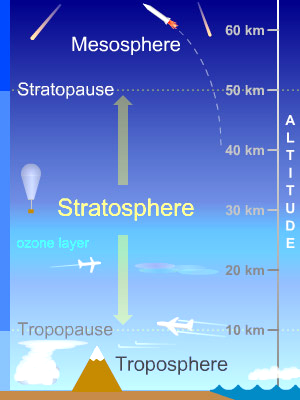 60 km
Mesosphere
Stratopause
50 km
ALTITUDE
40 km
Stratosphere
30 km
ozone layer
20 km
Tropopause
10 km
Troposphere